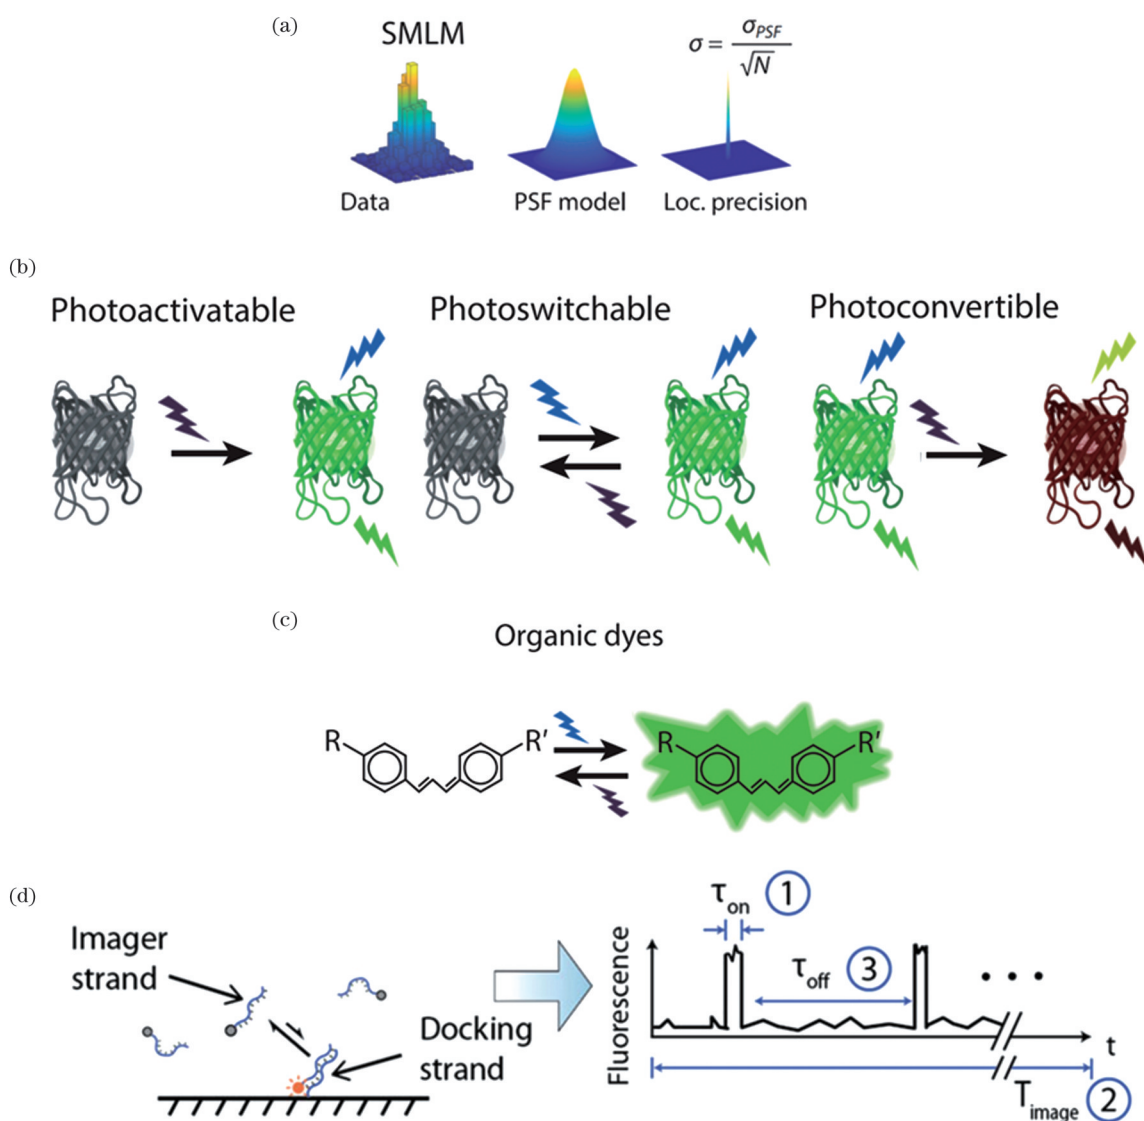 (a)
SMLM
σ = σPSF / √N
Data
PSF model
Loc. precision
(b)
Photoactivatable
Photoswitchable
Photoconvertible
(c)
Organic dyes
R
R'
R
R'
(d)
Imager
strand
Docking
strand
Fluorescence
τon 1
τoff 3
• • •
t
Timage 2